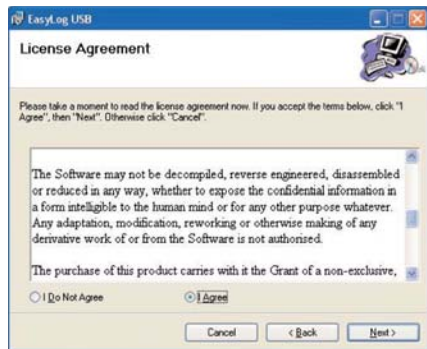 EasyLog USB
License Agreement
Please take a moment to read the license agreement now. If you accept the terms below, click "I
Agree", then "Next". Otherwise click "Cancel".
The Software may not be decompiled, reverse engineered, disassembled
or reduced in any way, whether to expose the confidential information in
a form intelligible to the human mind or for any other purpose whatever.
Any adaptation, modification, reworking or otherwise making of any
derivative work of or from the Software is not authorised.
The purchase of this product carries with it the Grant of a non-exclusive,
I Do Not Agree
I Agree
Cancel
< Back
Next >